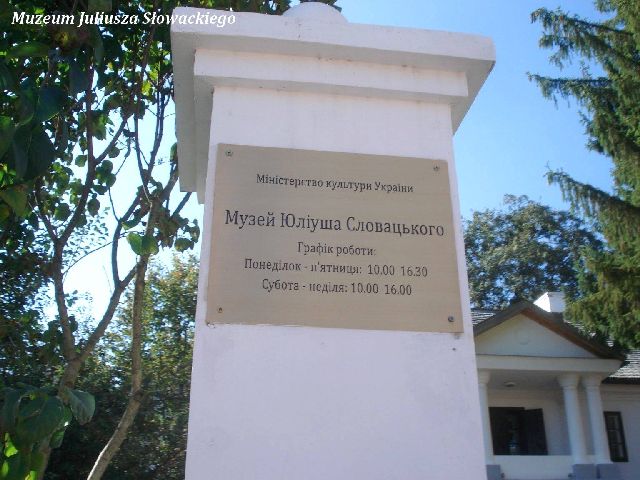 Muzeum Juliusza Słowackiego
Міністерство культури України
Музей Юліуша Словацького
Графік роботи:
Понеділок - п'ятниця: 10.00 16.30
Субота - неділя: 10.00 16.00